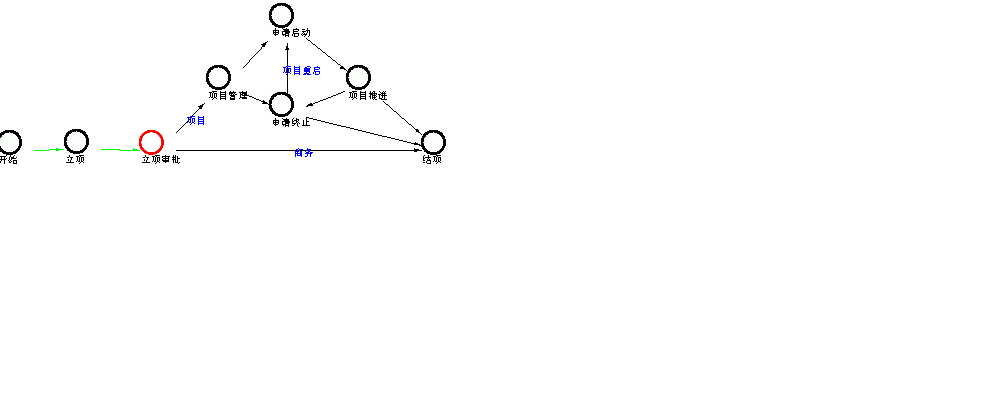 申请启动
项目重启
项目管理
项目推进
项目
申请终止
商务
开始
立项
立项审批
结项